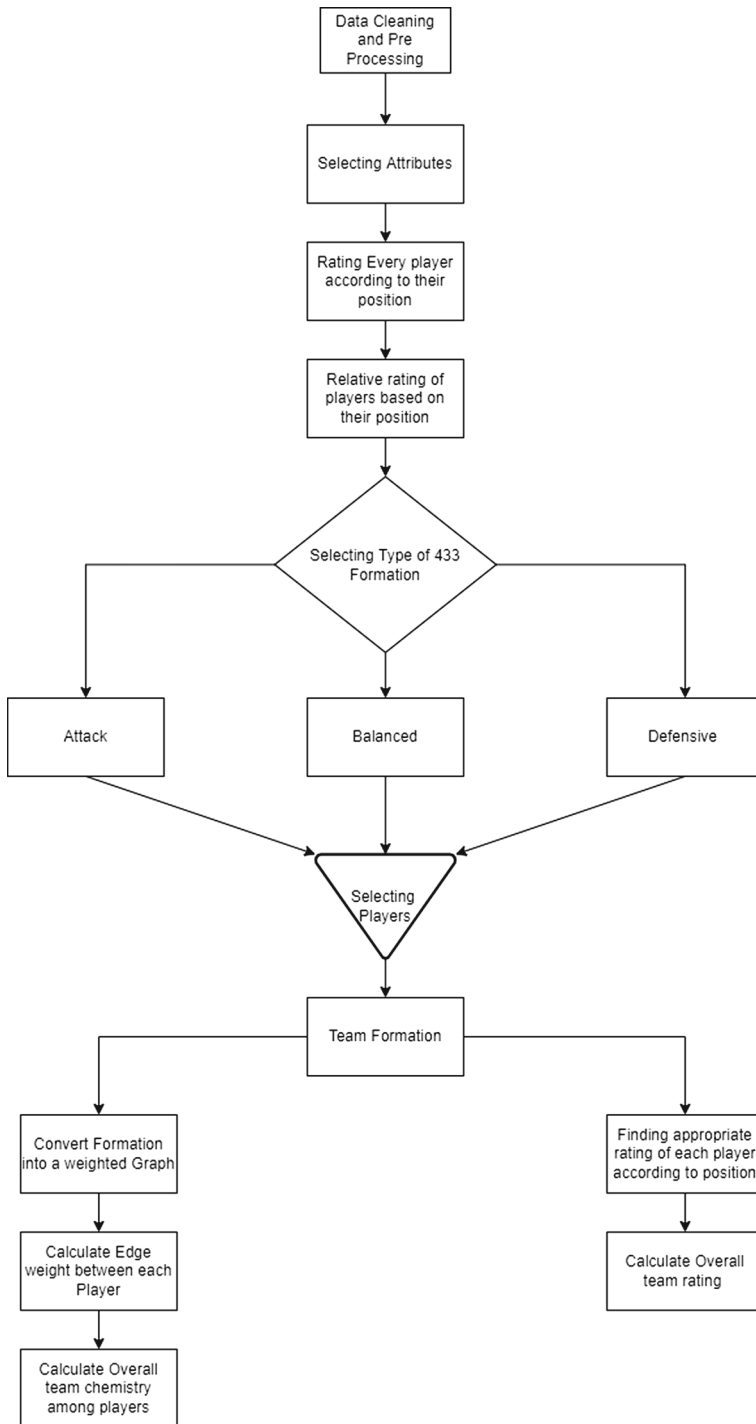 Data Cleaning
and Pre
Processing
Selecting Attributes
Rating Every player
according to their
position
Relative rating of
players based on
their position
Selecting Type of 433
Formation
Attack
Balanced
Defensive
Selecting
Players
Team Formation
Convert Formation
into a weighted Graph
Finding appropriate
rating of each player
according to position
Calculate Edge
weight between each
Player
Calculate Overall
team rating
Calculate Overall
team chemistry
among players